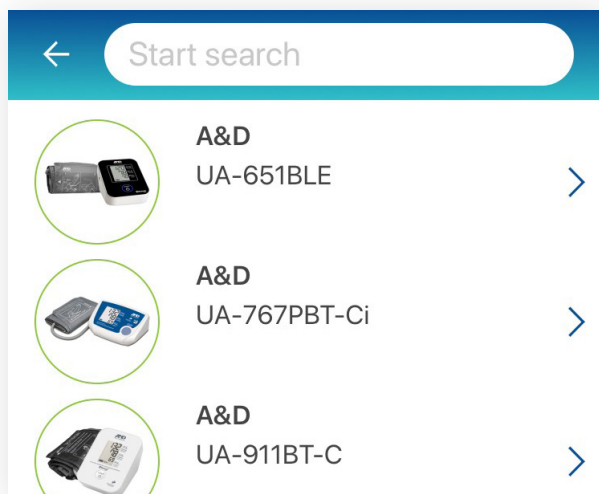 Start search
A&D
UA-651BLE
A&D
UA-767PBT-Ci
A&D
UA-911BT-C